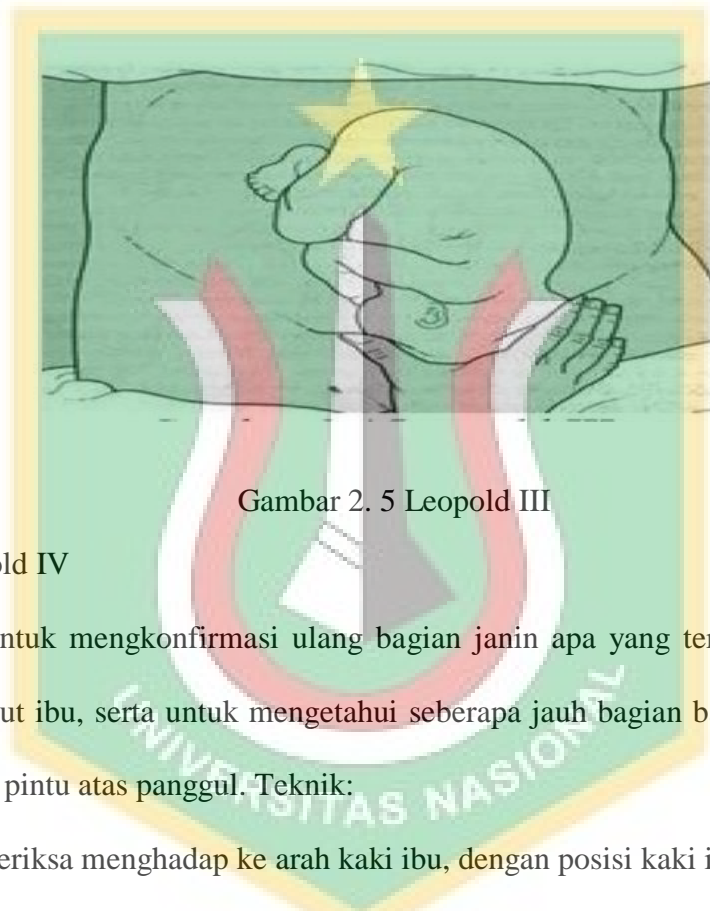 Gambar 2. 5 Leopold III
old IV
ntuk mengkonfirmasi ulang bagian janin apa yang ter
ut ibu, serta untuk mengetahui seberapa jauh bagian b
pintu atas panggul. Teknik:
eriksa menghadap ke arah kaki ibu, dengan posisi kaki i
UNIVERSITAS NASIONAL